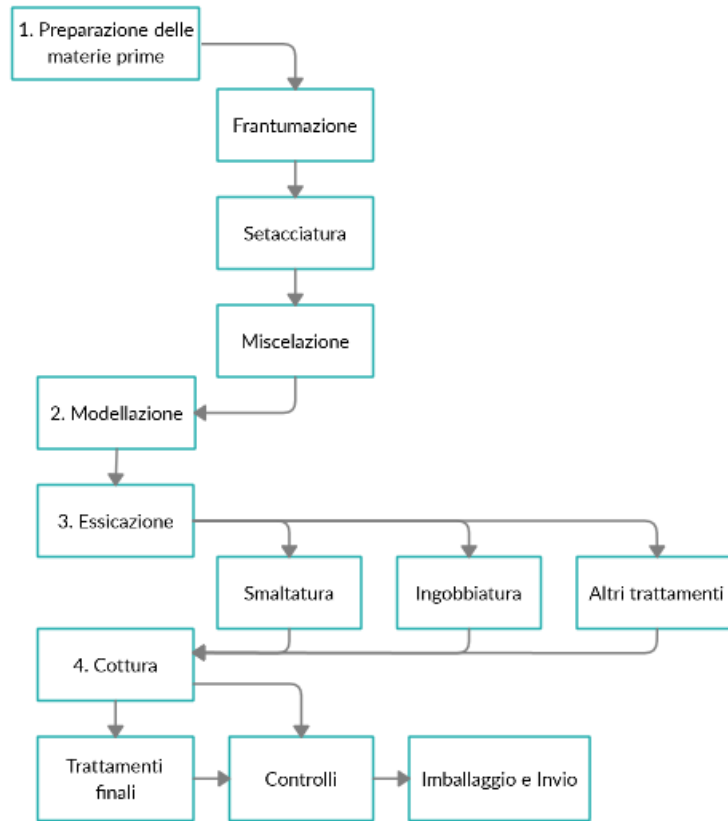 1. Preparazione delle
materie prime
Frantumazione
Setacciatura
Miscelazione
2. Modellazione
3. Essicazione
Smaltatura
Ingobbiatura
Altri trattamenti
4. Cottura
Trattamenti
finali
Controlli
Imballaggio e Invio